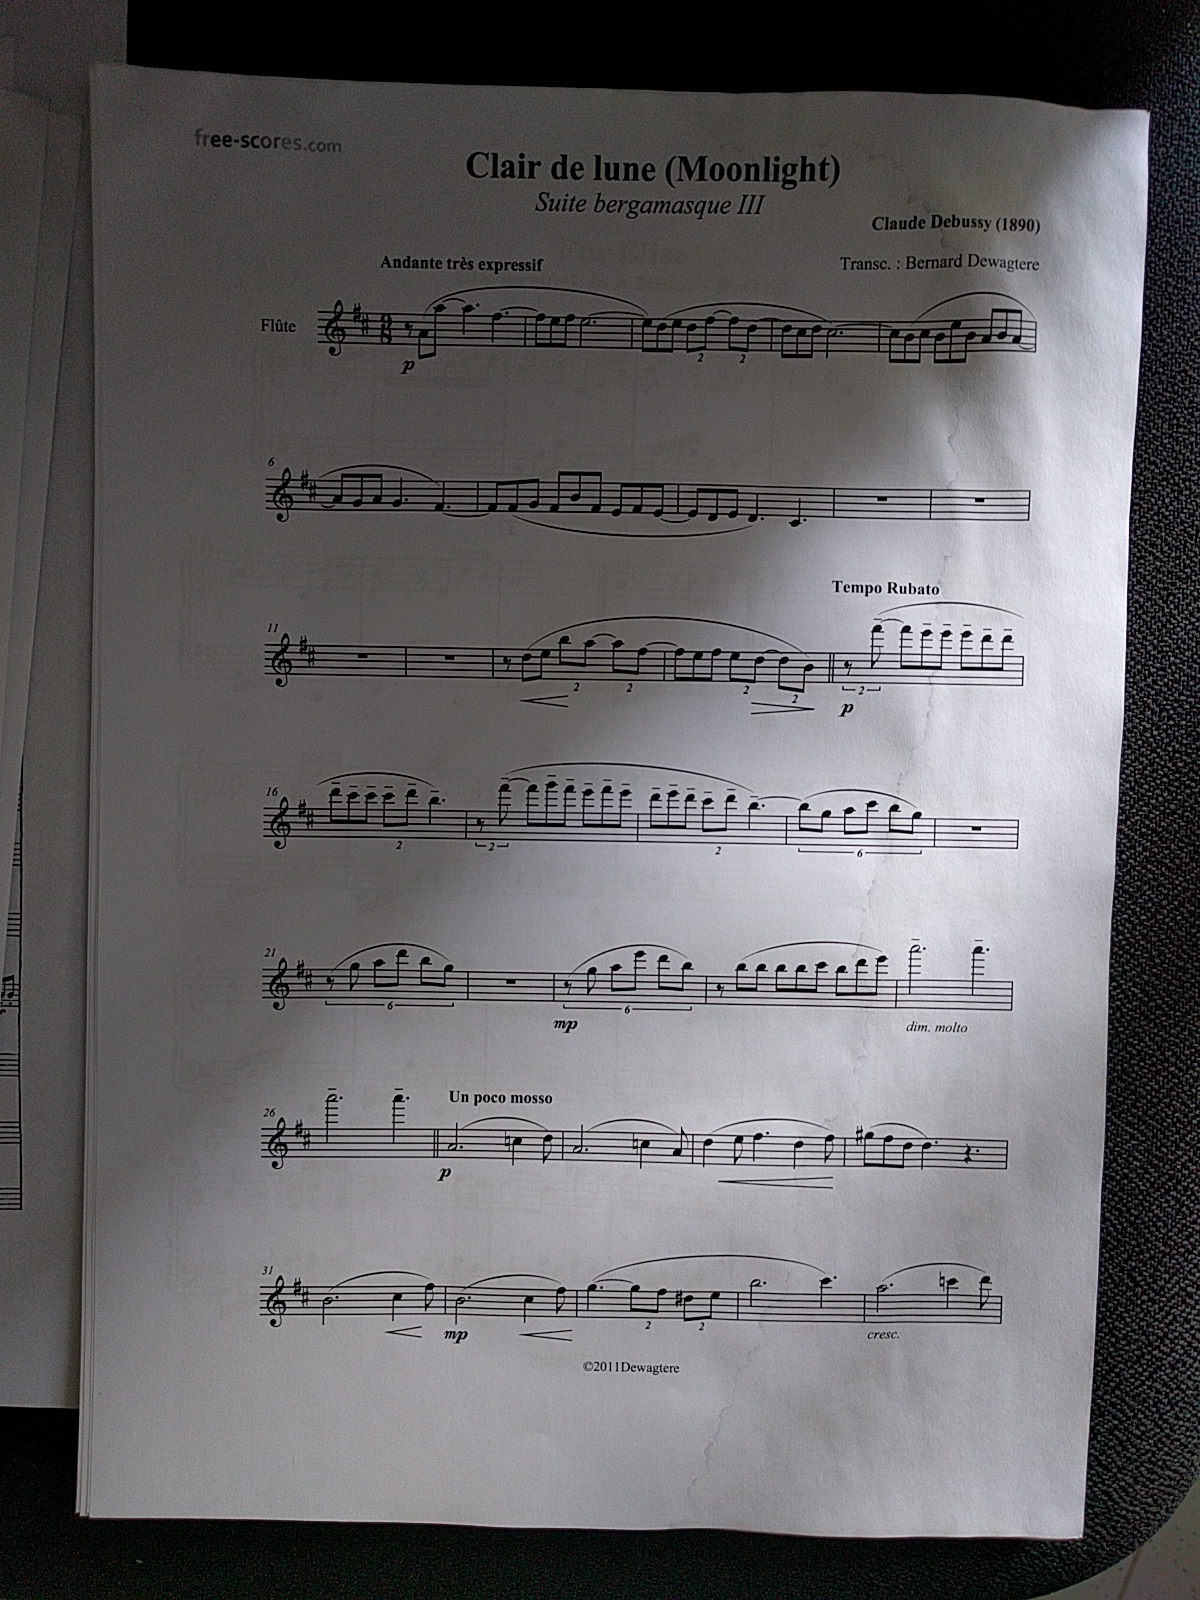 free-scores.com
Clair de lune (Moonlight)
Suite bergamasque III
Claude Debussy (1890)
Andante très expressif
Transc. : Bernard Dewagtere
Flûte
9
8
p
2 2
6
Tempo Rubato
11
2 2 2 2 2
p
16
2 2 2 6
21
6 6
mp
dim. molto
Un poco mosso
26
p
31
2 2
mp
cresc.
©2011Dewagtere